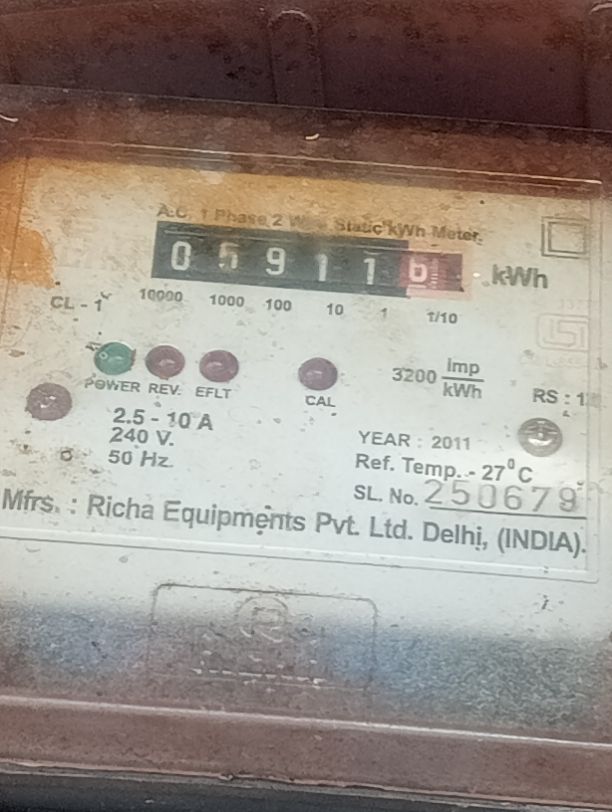 A.C. 1 Phase 2 W Static kWh Meter.
0 5 9 1 1 6 kWh
CL - 1 10000 1000 100 10 1 1/10
3200 Imp/kWh
POWER REV. EFLT CAL
RS : 1
2.5 - 10 A
240 V.
50 Hz.
YEAR : 2011
Ref. Temp. - 27°C
SL. No. 250679
Mfrs. : Richa Equipments Pvt. Ltd. Delhi, (INDIA).